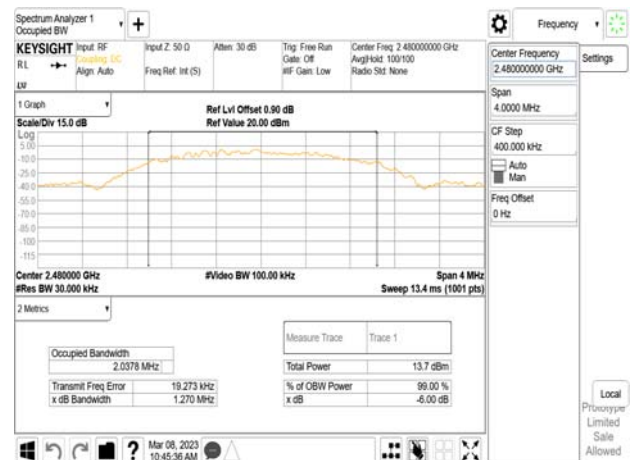 Spectrum Analyzer 1
Occupied BW
Frequency
KEYSIGHT
Input: RF
Coupling: DC
Align: Auto
Input Z: 50 Ω
Freq Ref: Int (S)
Atten: 30 dB
Trig: Free Run
Gate: Off
#IF Gain: Low
Center Freq: 2.480000000 GHz
Avg|Hold: 100/100
Radio Std: None
RL
Center Frequency
2.480000000 GHz
Settings
Span
4.0000 MHz
CF Step
400.000 kHz
Auto
Man
Freq Offset
0 Hz
1 Graph
Scale/Div 15.0 dB
Ref Lvl Offset 0.90 dB
Ref Value 20.00 dBm
Log
5.00
-10.0
-25.0
-40.0
-55.0
-70.0
-85.0
-100
-115
Center 2.480000 GHz
#Res BW 30.000 kHz
#Video BW 100.00 kHz
Span 4 MHz
Sweep 13.4 ms (1001 pts)
2 Metrics
Measure Trace
Trace 1
Occupied Bandwidth
2.0378 MHz
Total Power
13.7 dBm
Transmit Freq Error
19.273 kHz
% of OBW Power
99.00 %
x dB Bandwidth
1.270 MHz
x dB
-6.00 dB
Local
Prototype
Limited
Sale
Allowed
Mar 08, 2023
10:45:36 AM